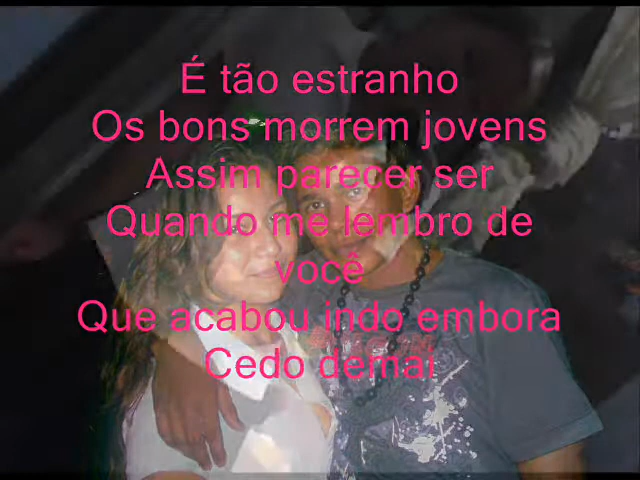 É tão estranho
Os bons morrem jovens
Assim parecer ser
Quando me lembro de
você
Que acabou indo embora
Cedo demai